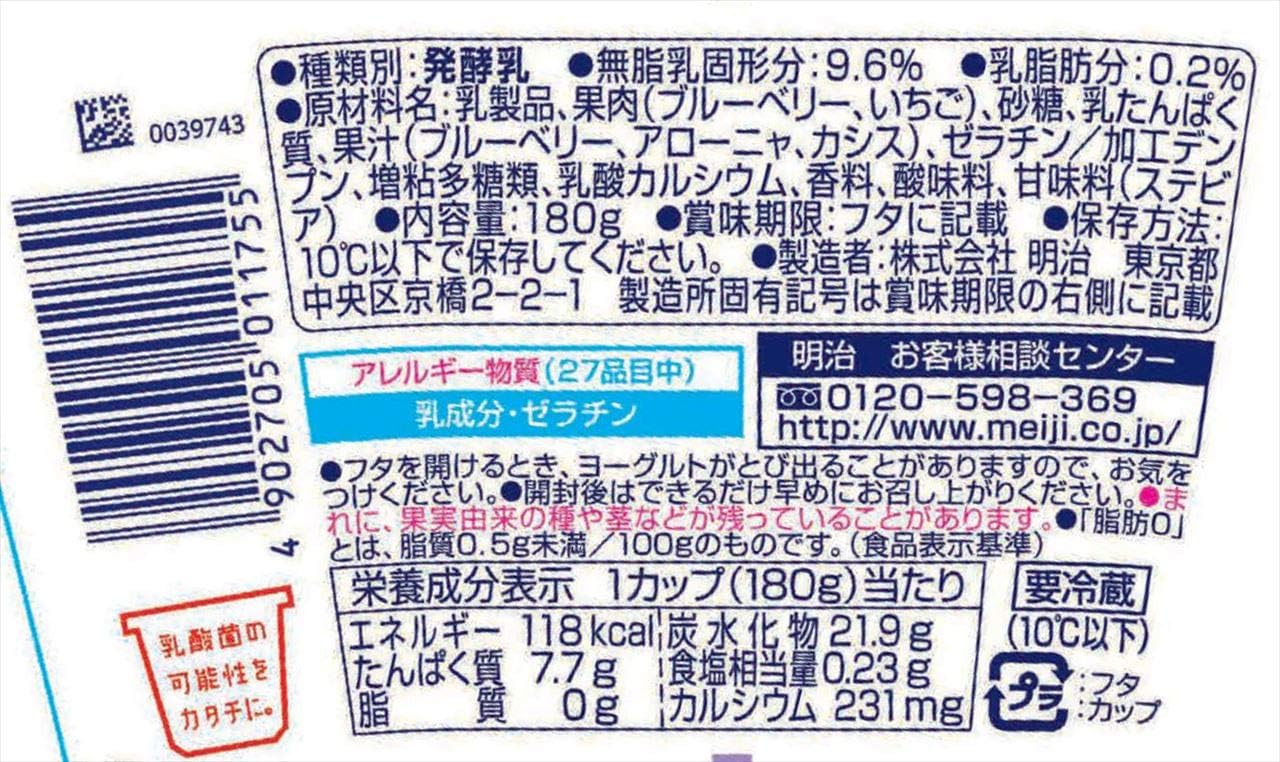 ●種類別：発酵乳 ●無脂乳固形分：9.6% ●乳脂肪分：0.2%
●原材料名：乳製品、果肉（ブルーベリー、いちご）、砂糖、乳たんぱく
質、果汁（ブルーベリー、アローニャ、カシス）、ゼラチン／加工デン
プン、増粘多糖類、乳酸カルシウム、香料、酸味料、甘味料（ステビ
ア） ●内容量：180g ●賞味期限：フタに記載 ●保存方法：
10℃以下で保存してください。 ●製造者：株式会社 明治 東京都
中央区京橋2−2−1 製造所固有記号は賞味期限の右側に記載
0039743
4 902705 011755
アレルギー物質（27品目中）
乳成分・ゼラチン
明治 お客様相談センター
0120−598−369
http://www.meiji.co.jp/
●フタを開けるとき、ヨーグルトがとび出ることがありますので、お気を
つけください。●開封後はできるだけ早めにお召し上がりください。●ま
れに、果実由来の種や茎などが残っていることがあります。●「脂肪0」
とは、脂質0.5g未満／100gのものです。（食品表示基準）
栄養成分表示 1カップ（180g）当たり
エネルギー 118kcal 炭水化物 21.9g
たんぱく質 7.7g 食塩相当量 0.23g
脂質 0g カルシウム 231mg
要冷蔵
（10℃以下）
プラ
：フタ
：カップ
乳酸菌の
可能性を
カタチに。